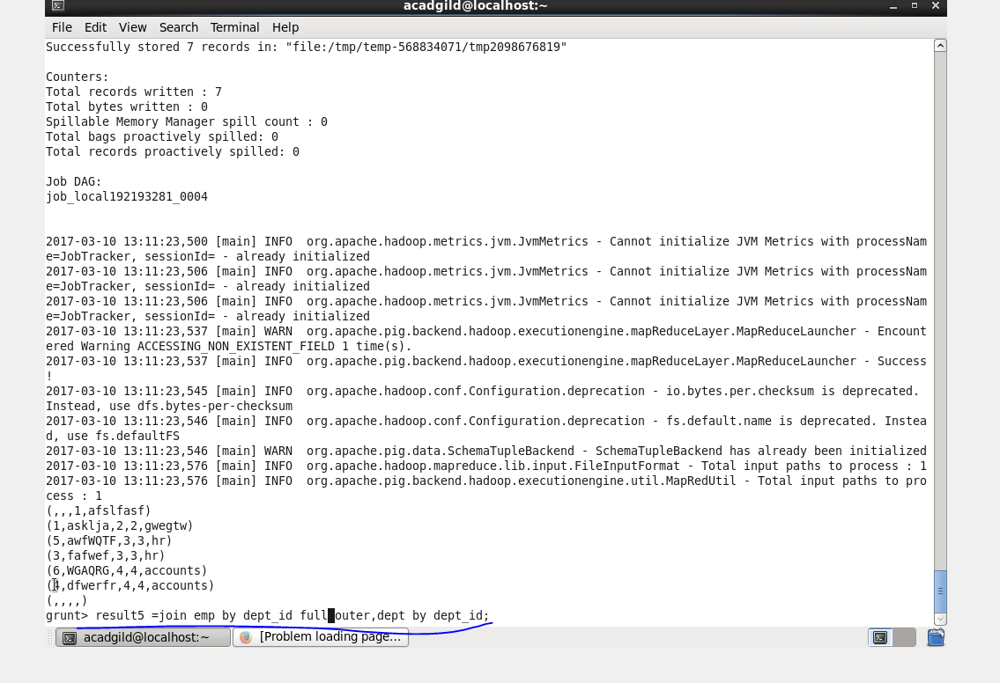 acadgild@localhost:~
File Edit View Search Terminal Help
Successfully stored 7 records in: "file:/tmp/temp-568834071/tmp2098676819"
Counters:
Total records written : 7
Total bytes written : 0
Spillable Memory Manager spill count : 0
Total bags proactively spilled: 0
Total records proactively spilled: 0
Job DAG:
job_local192193281_0004
2017-03-10 13:11:23,500 [main] INFO  org.apache.hadoop.metrics.jvm.JvmMetrics - Cannot initialize JVM Metrics with processNam
e=JobTracker, sessionId= - already initialized
2017-03-10 13:11:23,506 [main] INFO  org.apache.hadoop.metrics.jvm.JvmMetrics - Cannot initialize JVM Metrics with processNam
e=JobTracker, sessionId= - already initialized
2017-03-10 13:11:23,506 [main] INFO  org.apache.hadoop.metrics.jvm.JvmMetrics - Cannot initialize JVM Metrics with processNam
e=JobTracker, sessionId= - already initialized
2017-03-10 13:11:23,537 [main] WARN  org.apache.pig.backend.hadoop.executionengine.mapReduceLayer.MapReduceLauncher - Encount
ered Warning ACCESSING_NON_EXISTENT_FIELD 1 time(s).
2017-03-10 13:11:23,537 [main] INFO  org.apache.pig.backend.hadoop.executionengine.mapReduceLayer.MapReduceLauncher - Success
!
2017-03-10 13:11:23,545 [main] INFO  org.apache.hadoop.conf.Configuration.deprecation - io.bytes.per.checksum is deprecated.
Instead, use dfs.bytes-per-checksum
2017-03-10 13:11:23,546 [main] INFO  org.apache.hadoop.conf.Configuration.deprecation - fs.default.name is deprecated. Instea
d, use fs.defaultFS
2017-03-10 13:11:23,546 [main] WARN  org.apache.pig.data.SchemaTupleBackend - SchemaTupleBackend has already been initialized
2017-03-10 13:11:23,576 [main] INFO  org.apache.hadoop.mapreduce.lib.input.FileInputFormat - Total input paths to process : 1
2017-03-10 13:11:23,576 [main] INFO  org.apache.pig.backend.hadoop.executionengine.util.MapRedUtil - Total input paths to pro
cess : 1
(,,,1,afslfasf)
(1,asklja,2,2,gwegtw)
(5,awfWQTF,3,3,hr)
(3,fafwef,3,3,hr)
(6,WGAQRG,4,4,accounts)
(4,dfwerfr,4,4,accounts)
(,,,,)
grunt> result5 =join emp by dept_id full outer,dept by dept_id;
acadgild@localhost:~ [Problem loading page...